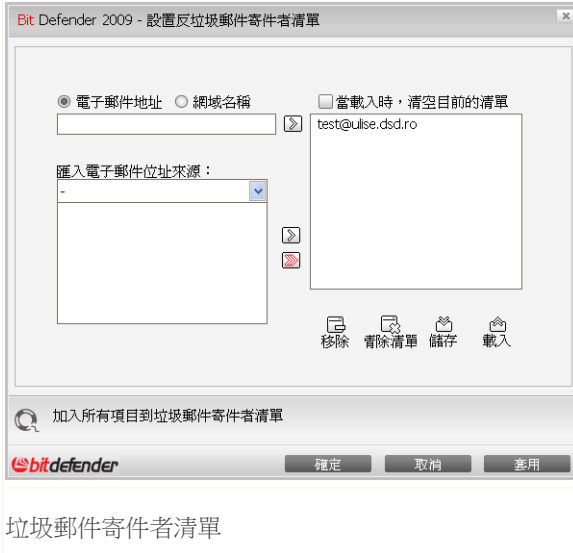 BitDefender 2009 - 設置反垃圾郵件寄件者清單
電子郵件地址 網域名稱
當載入時，清空目前的清單
test@ulise.dsd.ro
匯入電子郵件位址來源：
-
移除 青除清單 儲存 載入
加入所有項目到垃圾郵件寄件者清單
bitdefender
確定 取消 套用
垃圾郵件寄件者清單